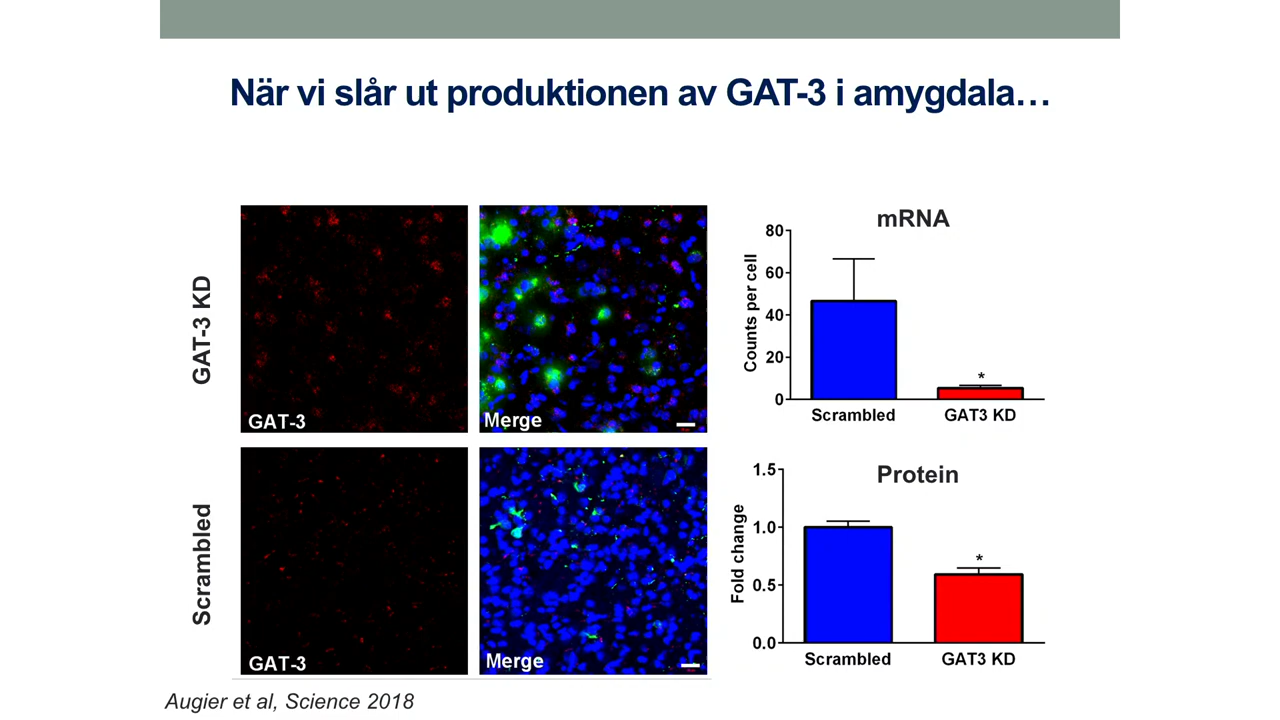 När vi slår ut produktionen av GAT-3 i amygdala…
GAT-3 KD
GAT-3
Merge
Scrambled
GAT-3
Merge
mRNA
Counts per cell
80
60
40
20
0
*
Scrambled
GAT3 KD
Protein
Fold change
1.5
1.0
0.5
0.0
*
Scrambled
GAT3 KD
Augier et al, Science 2018